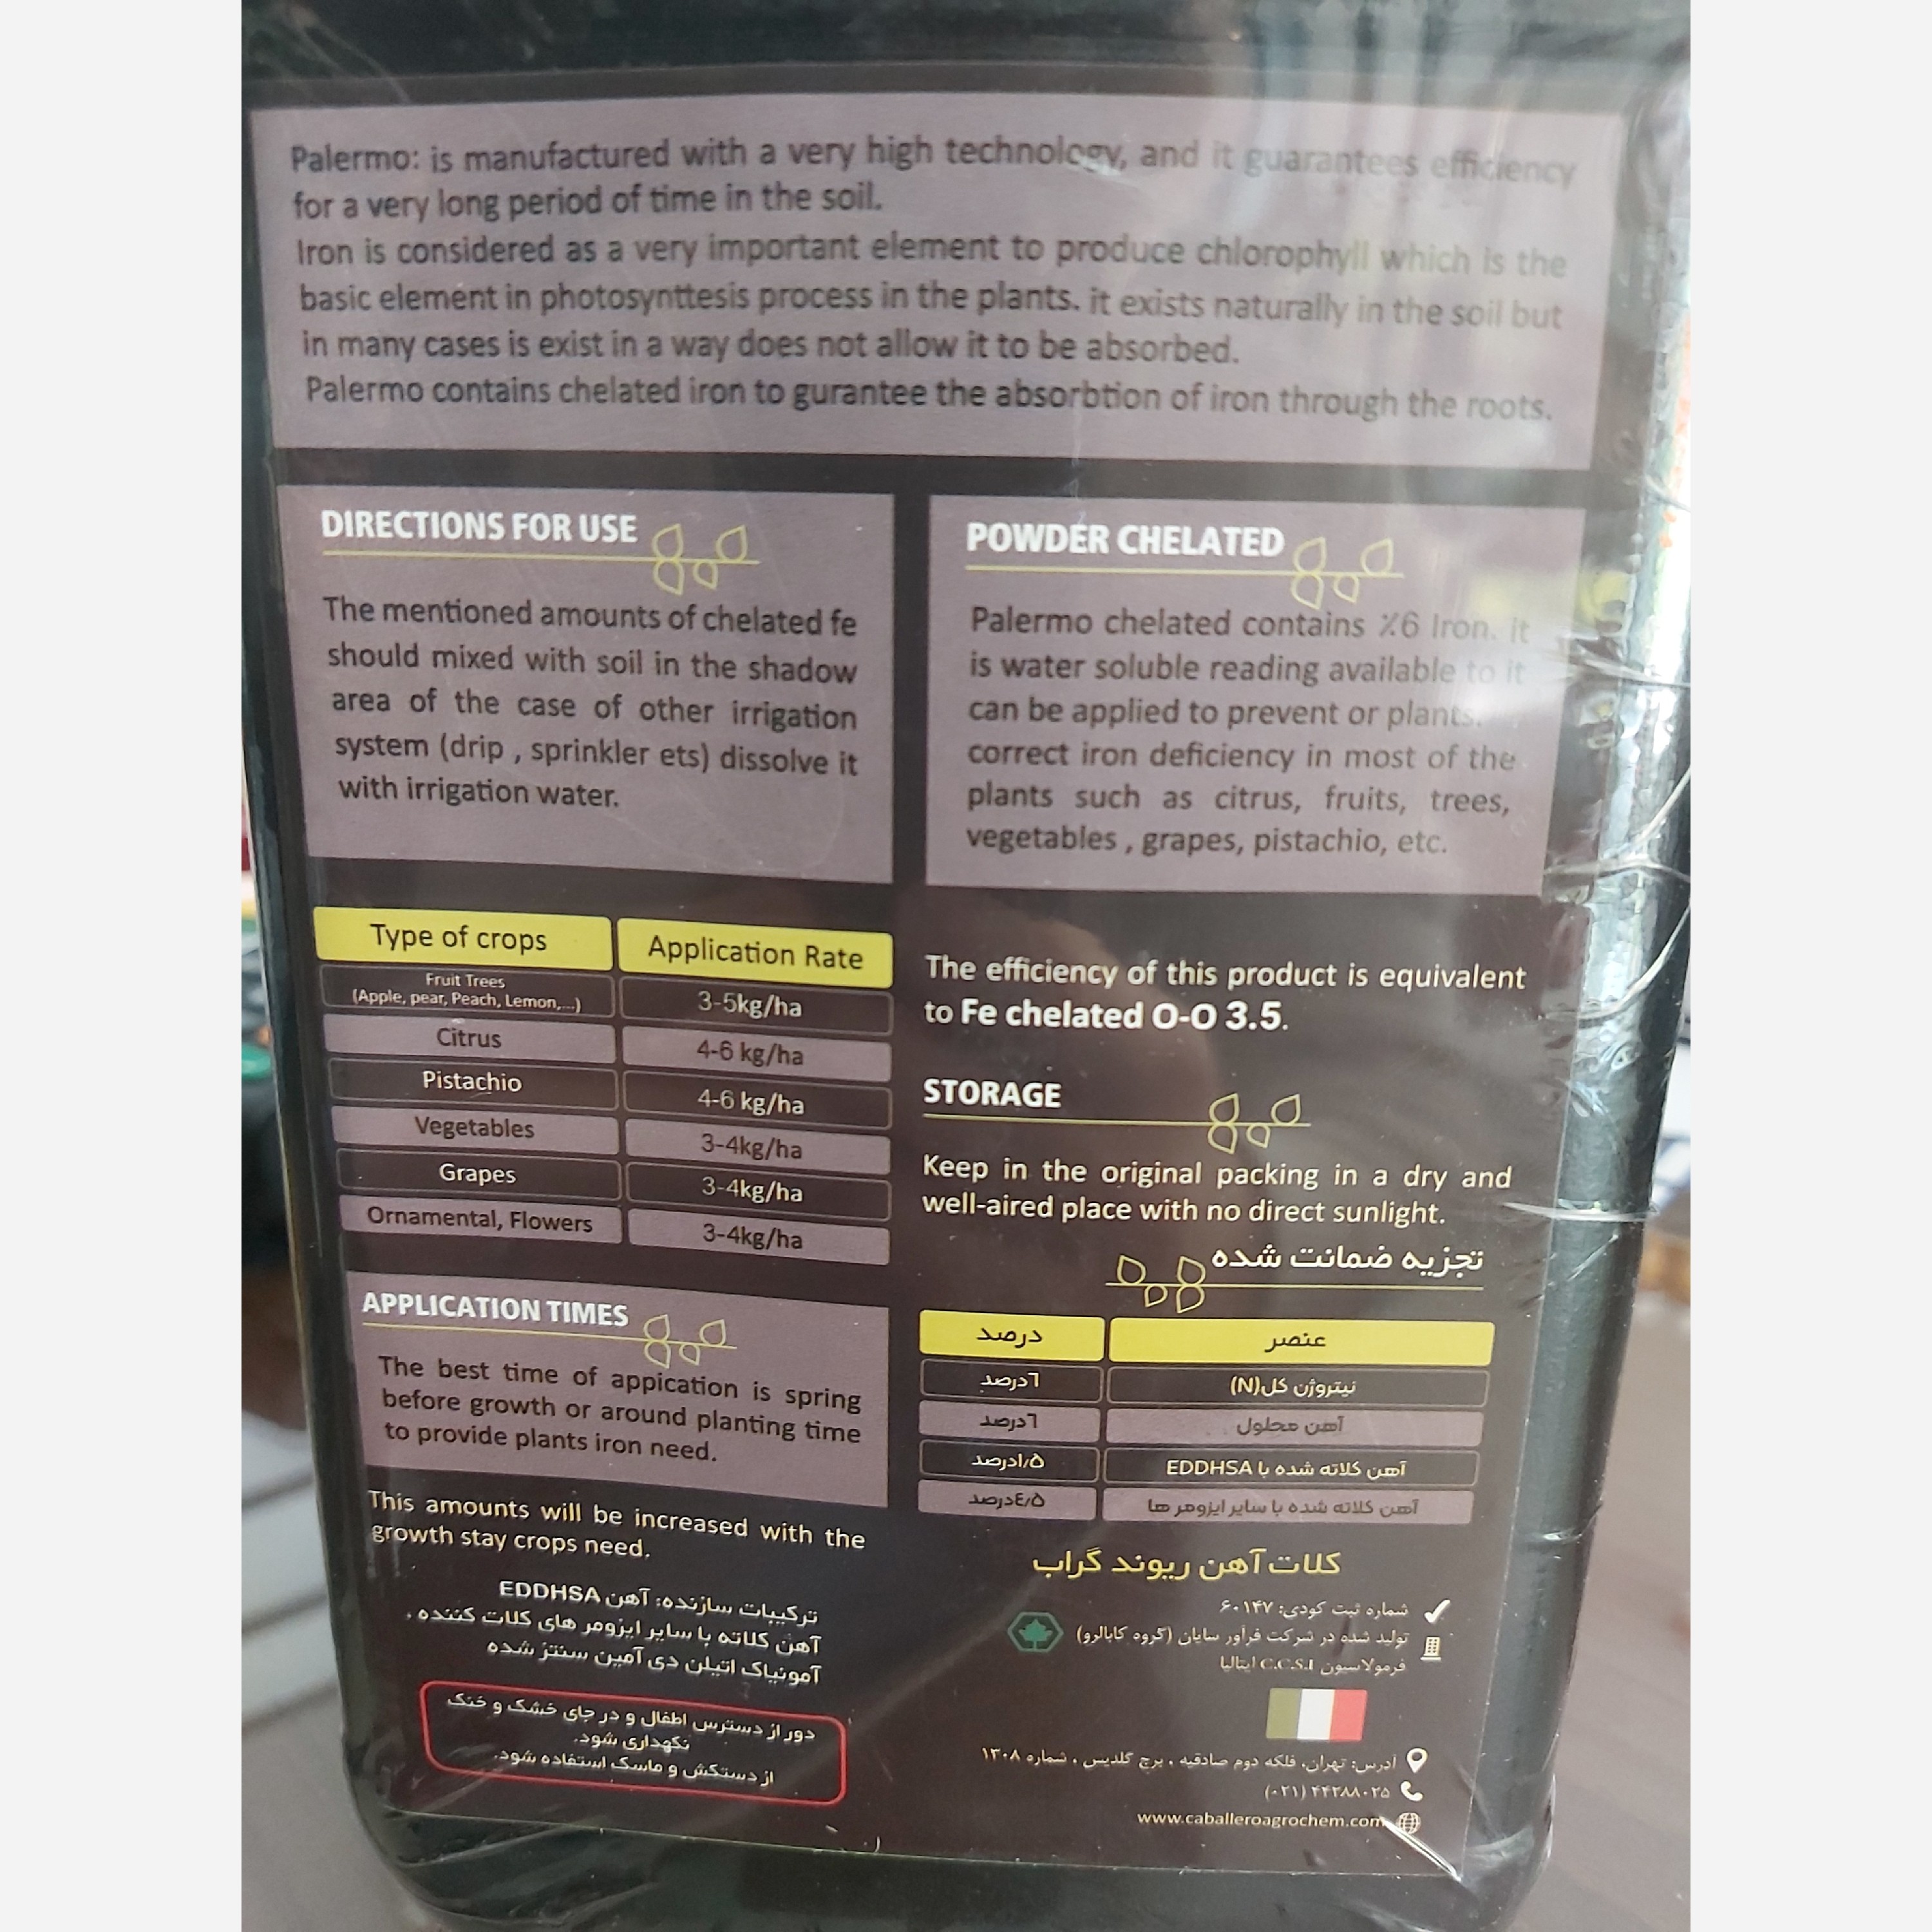 Palermo: is manufactured with a very high technology, and it guarantees efficiency
for a very long period of time in the soil.
Iron is considered as a very important element to produce chlorophyll which is the
basic element in photosynttesis process in the plants. it exists naturally in the soil but
in many cases is exist in a way does not allow it to be absorbed.
Palermo contains chelated iron to gurantee the absorbtion of iron through the roots.
DIRECTIONS FOR USE
The mentioned amounts of chelated fe
should mixed with soil in the shadow
area of the case of other irrigation
system (drip , sprinkler ets) dissolve it
with irrigation water.
POWDER CHELATED
Palermo chelated contains %6 Iron. it
is water soluble reading available to it
can be applied to prevent or plants.
correct iron deficiency in most of the
plants such as citrus, fruits, trees,
vegetables , grapes, pistachio, etc.
Type of crops Application Rate
Fruit Trees
(Apple, pear, Peach, Lemon,...) 3-5kg/ha
Citrus 4-6 kg/ha
Pistachio 4-6 kg/ha
Vegetables 3-4kg/ha
Grapes 3-4kg/ha
Ornamental, Flowers 3-4kg/ha
APPLICATION TIMES
The best time of appication is spring
before growth or around planting time
to provide plants iron need.
This amounts will be increased with the
growth stay crops need.
ترکیبات سازنده: آهن EDDHSA
آهن کلاته با سایر ایزومر های کلات کننده ,
آمونیاک اتیلن دی آمین سنتز شده
دور از دسترس اطفال و در جای خشک و خنک
نگهداری شود.
از دستکش و ماسک استفاده شود.
The efficiency of this product is equivalent
to Fe chelated O-O 3.5.
STORAGE
Keep in the original packing in a dry and
well-aired place with no direct sunlight.
تجزیه ضمانت شده
عنصر درصد
نیتروژن کل(N) ٦درصد
آهن محلول ٦درصد
آهن کلاته شده با EDDHSA ۱/۵درصد
آهن کلاته شده با سایر ایزومر ها ٤/۵درصد
کلات آهن ریوند گراب
شماره ثبت کودی: ۶۰۱۴۷
تولید شده در شرکت فرآور سایان (گروه کابالرو)
فرمولاسیون C.C.S.I ایتالیا
آدرس: تهران، فلکه دوم صادقیه ، برج گلدیس ، شماره ۱۳۰۸
(۰۲۱) ۴۴۲۸۸۰۲۵
www.caballeroagrochem.com